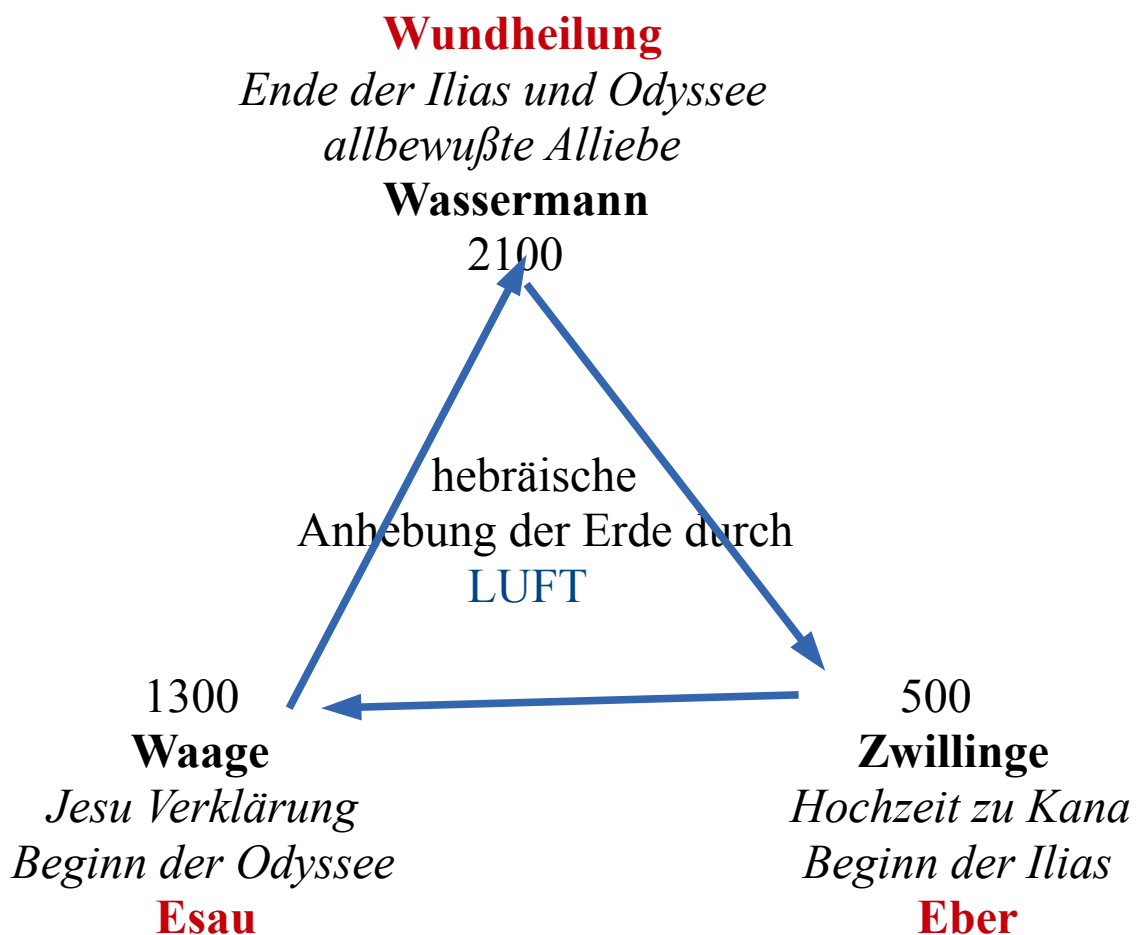 Wundheilung
Ende der Ilias und Odyssee
allbewußte Alliebe
Wassermann
2100
hebräische
Anhebung der Erde durch
LUFT
1300
Waage
Jesu Verklärung
Beginn der Odyssee
Esau
500
Zwillinge
Hochzeit zu Kana
Beginn der Ilias
Eber